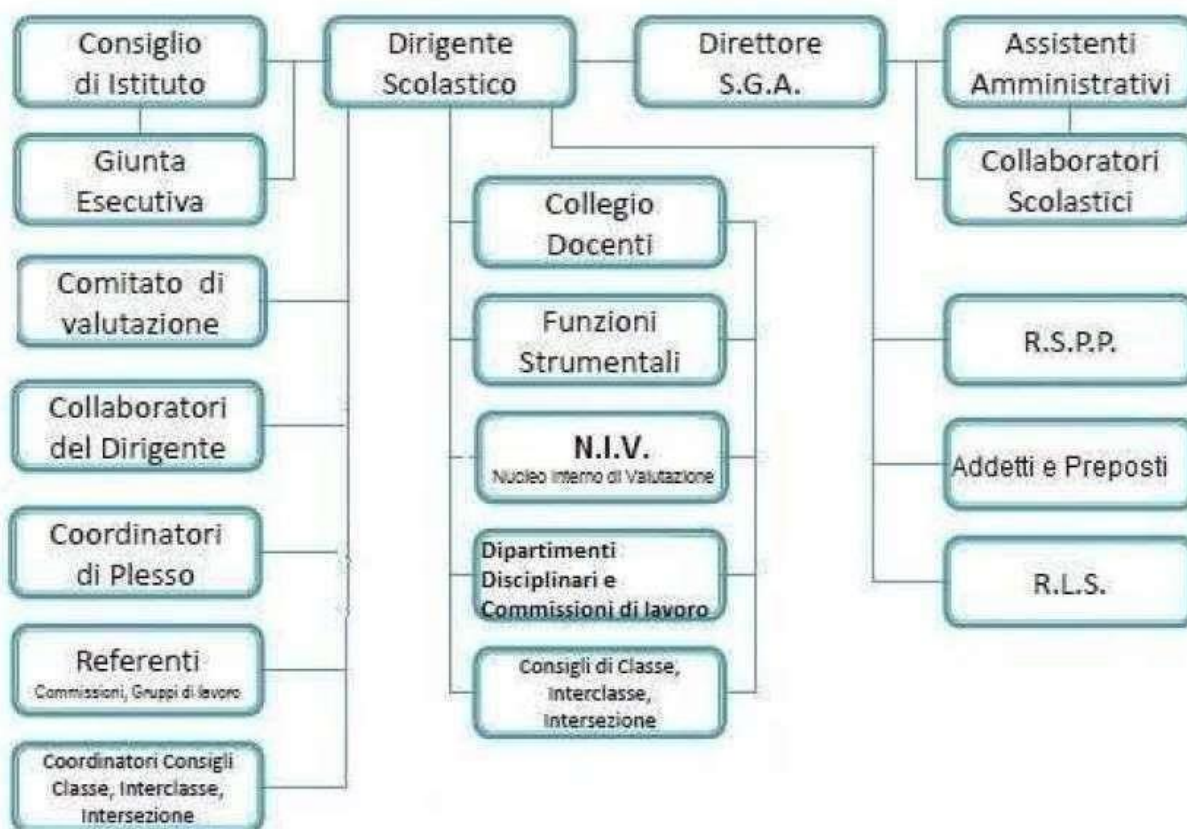 Consiglio
di Istituto
Dirigente
Scolastico
Direttore
S.G.A.
Assistenti
Amministrativi
Giunta
Esecutiva
Collaboratori
Scolastici
Comitato di
valutazione
Collaboratori
del Dirigente
Coordinatori
di Plesso
Referenti
Commissioni, Gruppi di lavoro
Coordinatori Consigli
Classe, Interclasse,
Intersezione
Collegio
Docenti
Funzioni
Strumentali
N.I.V.
Nucleo Interno di Valutazione
Dipartimenti
Disciplinari e
Commissioni di lavoro
Consigli di Classe,
Interclasse,
Intersezione
R.S.P.P.
Addetti e Preposti
R.L.S.